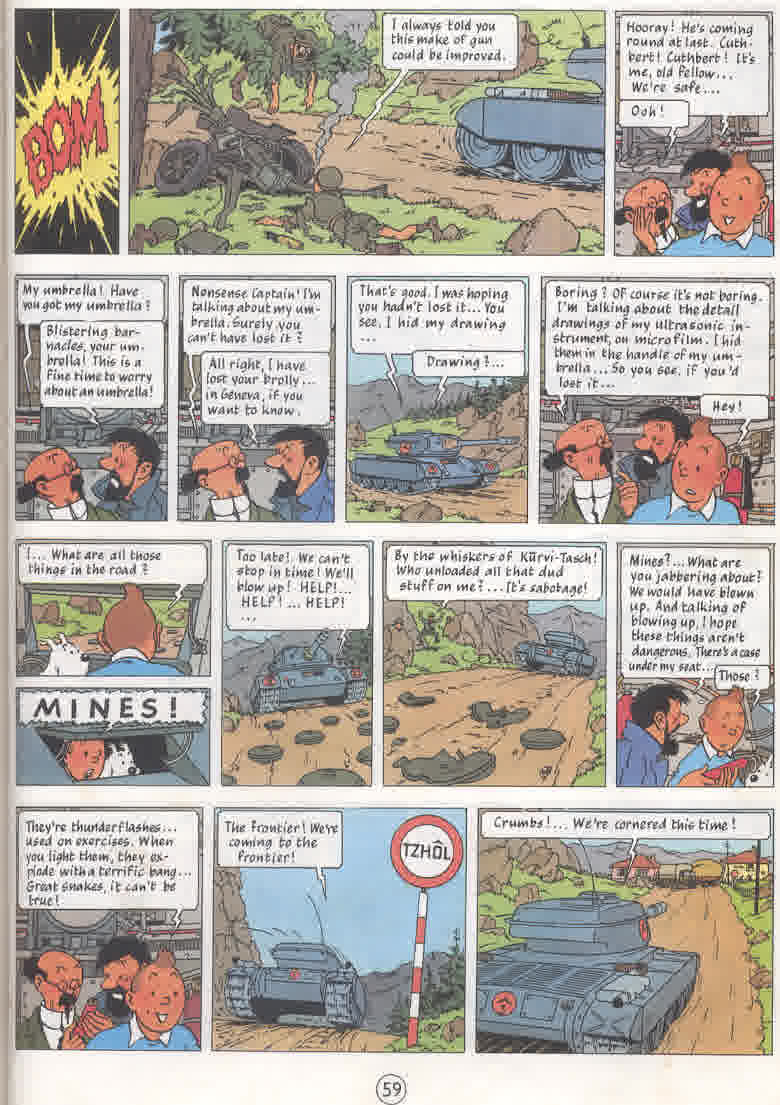 BOM
I always told you
this make of gun
could be improved.
Hooray! He's coming
round at last. Cuth-
bert! Cuthbert! It's
me, old fellow...
We're safe...
Ooh!
My umbrella! Have
you got my umbrella?
Blistering bar-
nacles, your um-
brella! This is a
fine time to worry
about an umbrella!
Nonsense Captain! I'm
talking about my um-
brella. Surely you
can't have lost it?
All right, I have
lost your brolly...
in Geneva, if you
want to know.
That's good. I was hoping
you hadn't lost it... You
see, I hid my drawing
...
Drawing?...
Boring? Of course it's not boring.
I'm talking about the detail
drawings of my ultrasonic in-
strument, on microfilm. I hid
them in the handle of my um-
brella... So you see, if you'd
lost it...
Hey!
I... What are all those
things in the road?
MINES!
Too late! We can't
stop in time! We'll
blow up! HELP!...
HELP! ... HELP!
...
By the whiskers of Kûrvi-Tasch!
Who unloaded all that dud
stuff on me?... It's sabotage!
Mines?... What are
you jabbering about?
We would have blown
up. And talking of
blowing up, I hope
these things aren't
dangerous. There's a case
under my seat...
Those?
They're thunderflashes...
used on exercises. When
you light them, they ex-
plode with a terrific bang...
Great snakes, it can't be
true!
The frontier! We're
coming to the
frontier!
TZHÔL
Crumbs!... We're cornered this time!
59